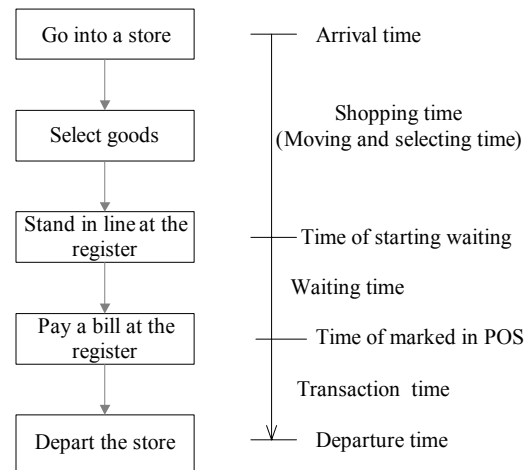 Go into a store
Arrival time
Shopping time
(Moving and selecting time)
Select goods
Stand in line at the
register
Time of starting waiting
Waiting time
Pay a bill at the
register
Time of marked in POS
Transaction time
Depart the store
Departure time